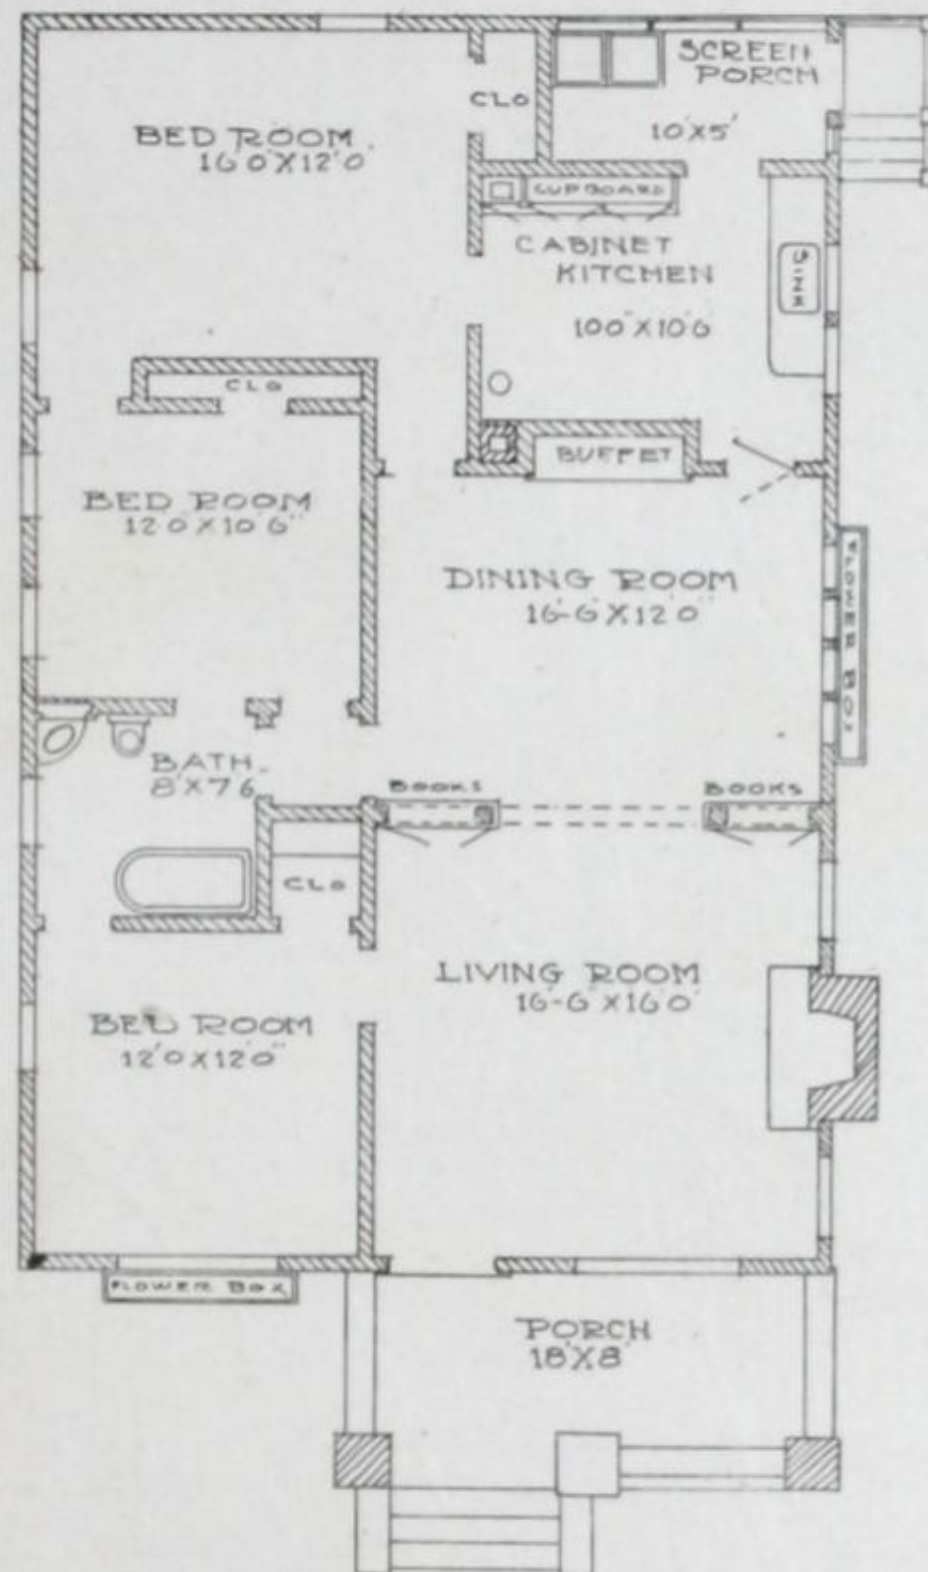 SCREEN
PORCH
10'X5'
CLO
BED ROOM
16'0"X12'0"
CUPBOARD
CABINET
KITCHEN
10'0"X10'6
SINK
CLO
BUFFET
BED ROOM
12'0"X10'6"
DINING ROOM
16'-6"X12'0"
FLOWER BOX
BATH.
8'X7'6
BOOKS
BOOKS
CLO
LIVING ROOM
16'-6"X16'0"
BED ROOM
12'0"X12'0"
FLOWER BOX
PORCH
18'X8'